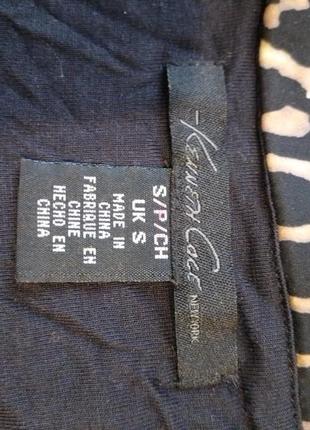 KENNETH COLE
NEW YORK
S/P/CH
UK S
MADE IN
CHINA
FABRIQUE EN
CHINE
HECHO EN
CHINA